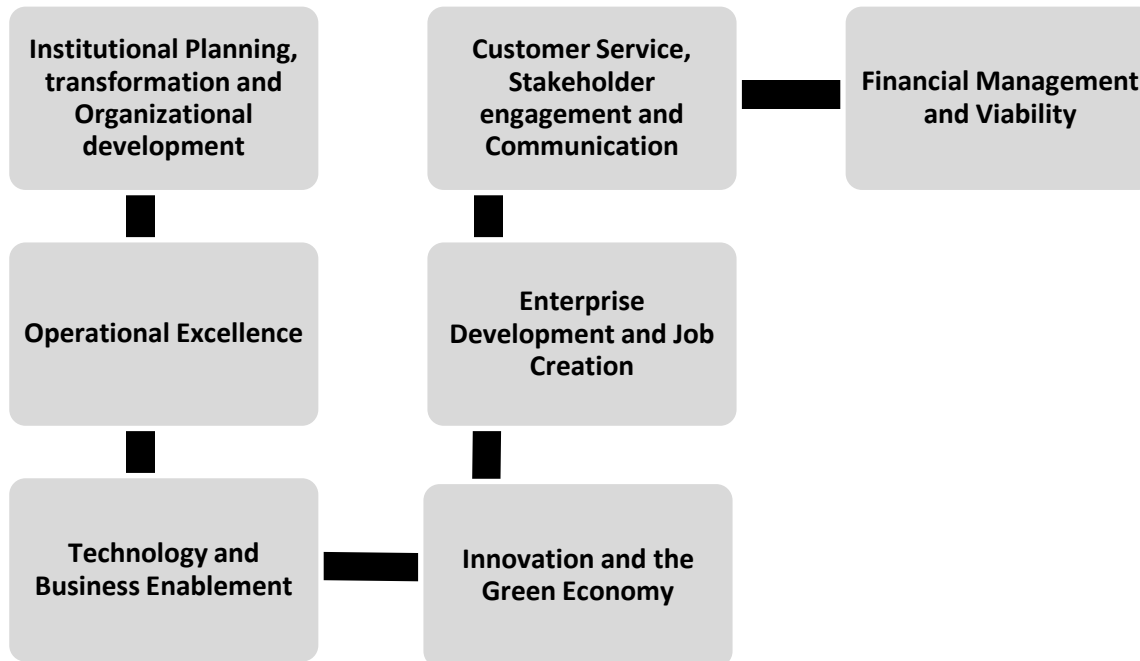 Institutional Planning,
transformation and
Organizational
development
Operational Excellence
Technology and
Business Enablement
Innovation and the
Green Economy
Enterprise
Development and Job
Creation
Customer Service,
Stakeholder
engagement and
Communication
Financial Management
and Viability